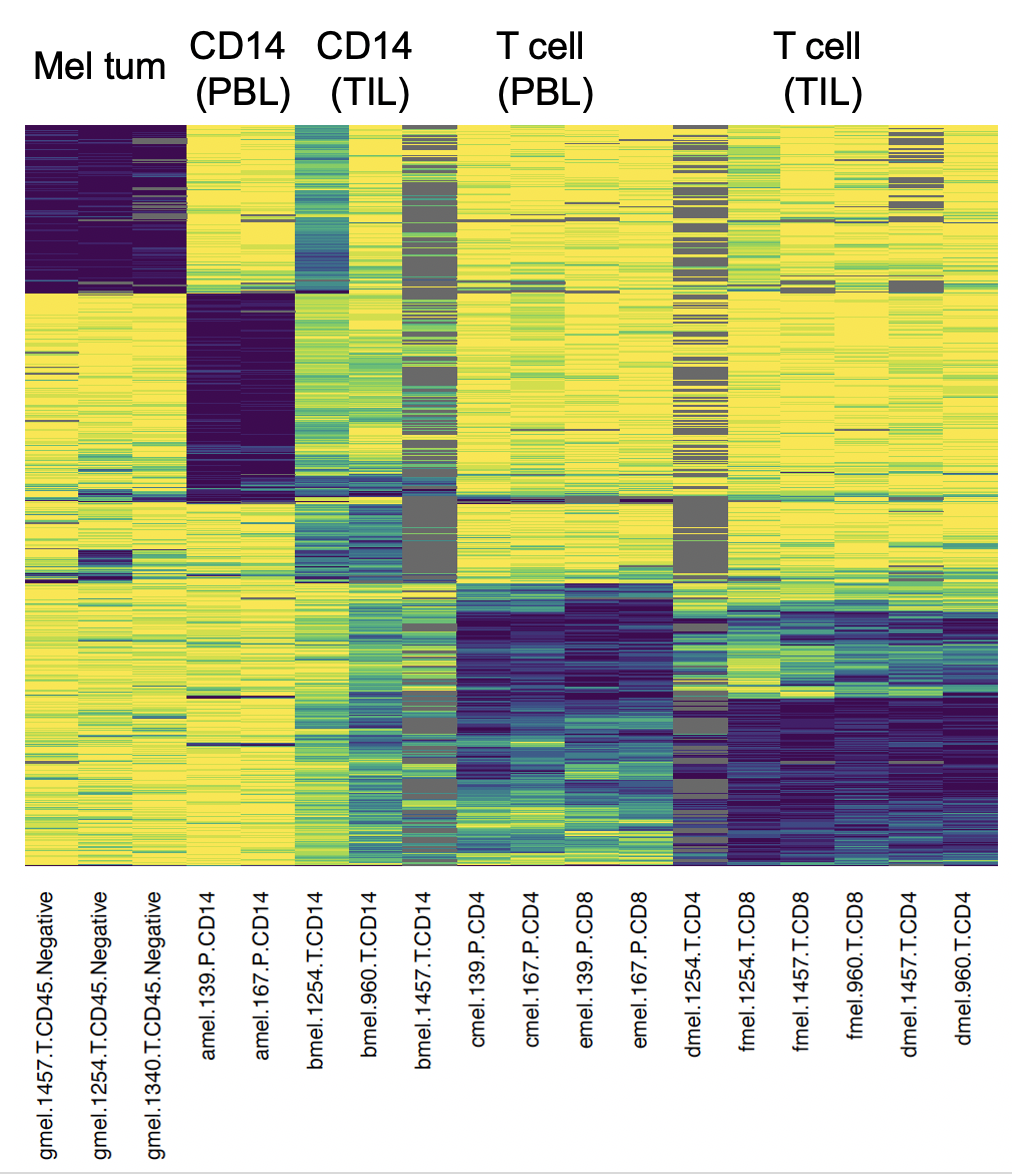 Mel tum
CD14
(PBL)
CD14
(TIL)
T cell
(PBL)
T cell
(TIL)
gmel.1457.T.CD45.Negative
gmel.1254.T.CD45.Negative
gmel.1340.T.CD45.Negative
amel.139.P.CD14
amel.167.P.CD14
bmel.1254.T.CD14
bmel.960.T.CD14
bmel.1457.T.CD14
cmel.139.P.CD4
cmel.167.P.CD4
emel.139.P.CD8
emel.167.P.CD8
dmel.1254.T.CD4
fmel.1254.T.CD8
fmel.1457.T.CD8
fmel.960.T.CD8
dmel.1457.T.CD4
dmel.960.T.CD4